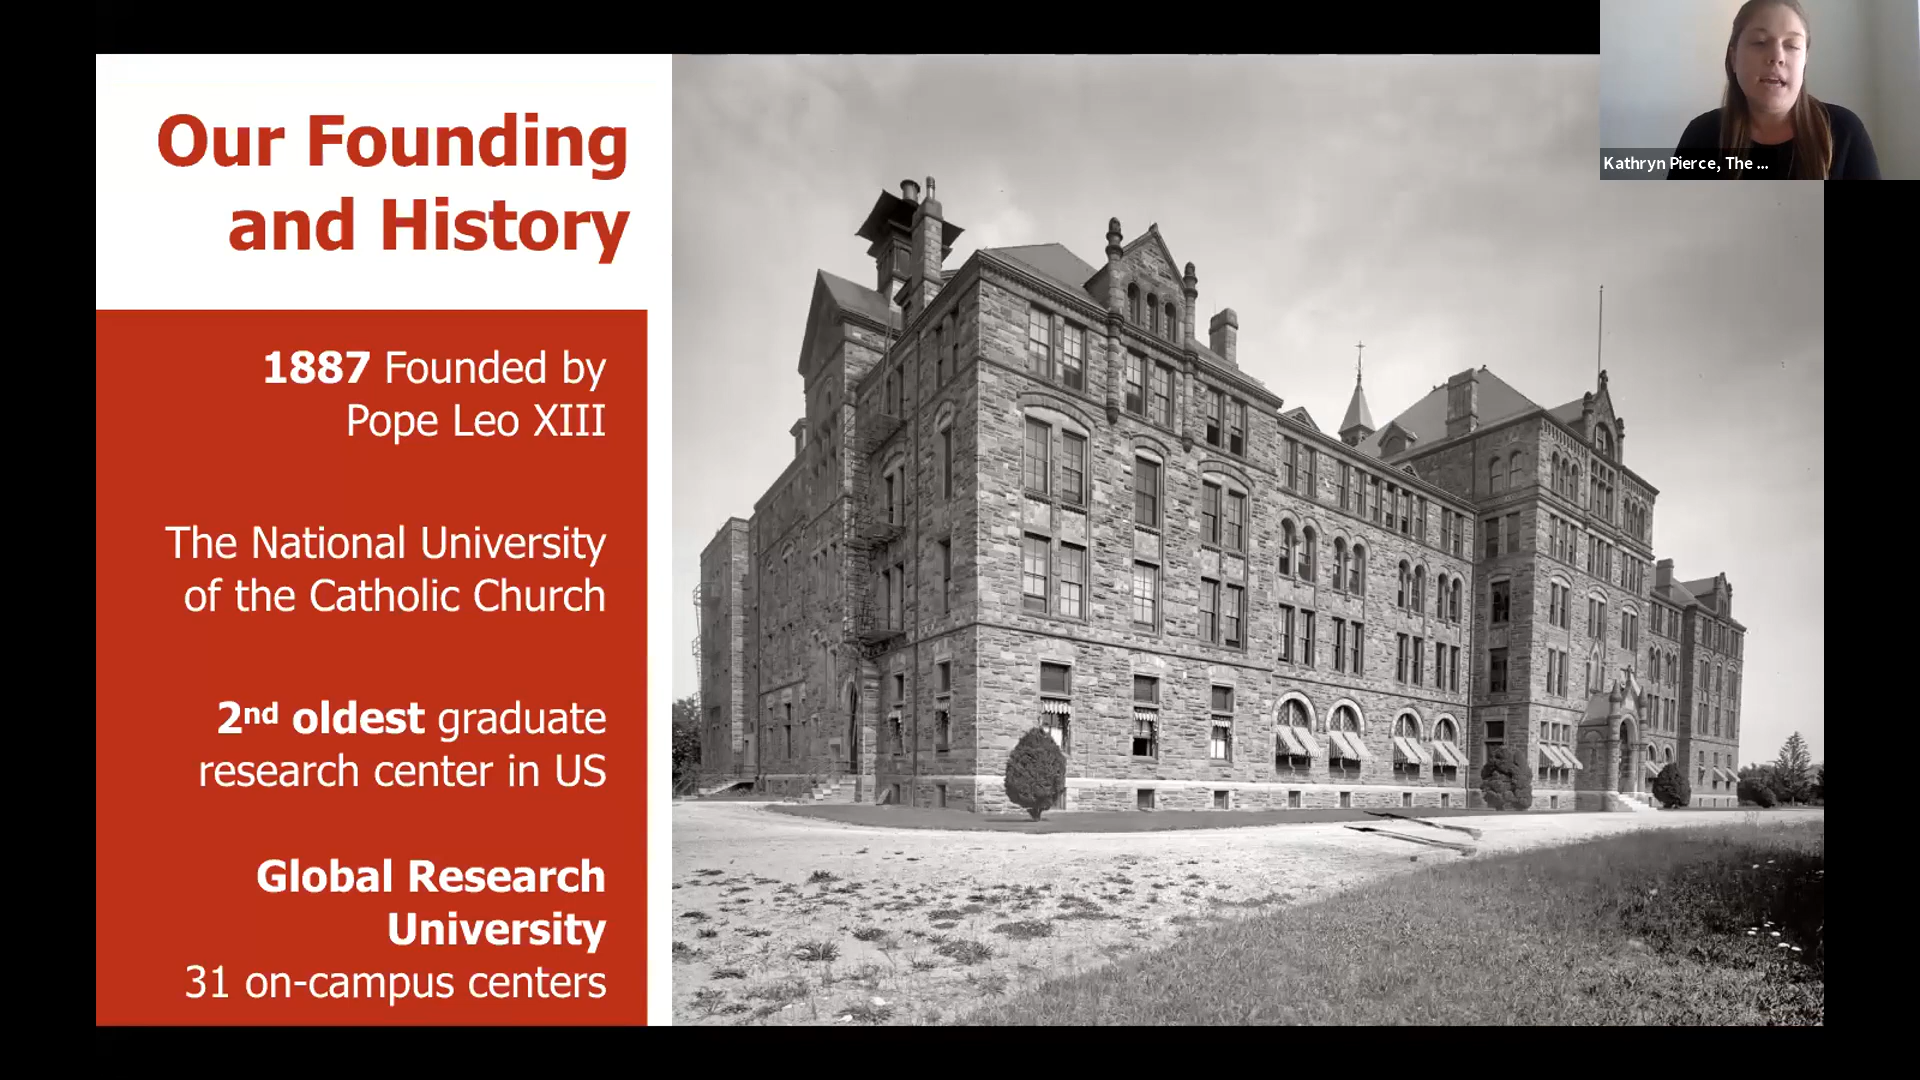 Our Founding
and History
1887 Founded by
Pope Leo XIII
The National University
of the Catholic Church
2nd oldest graduate
research center in US
Global Research
University
31 on-campus centers
Kathryn Pierce, The ...